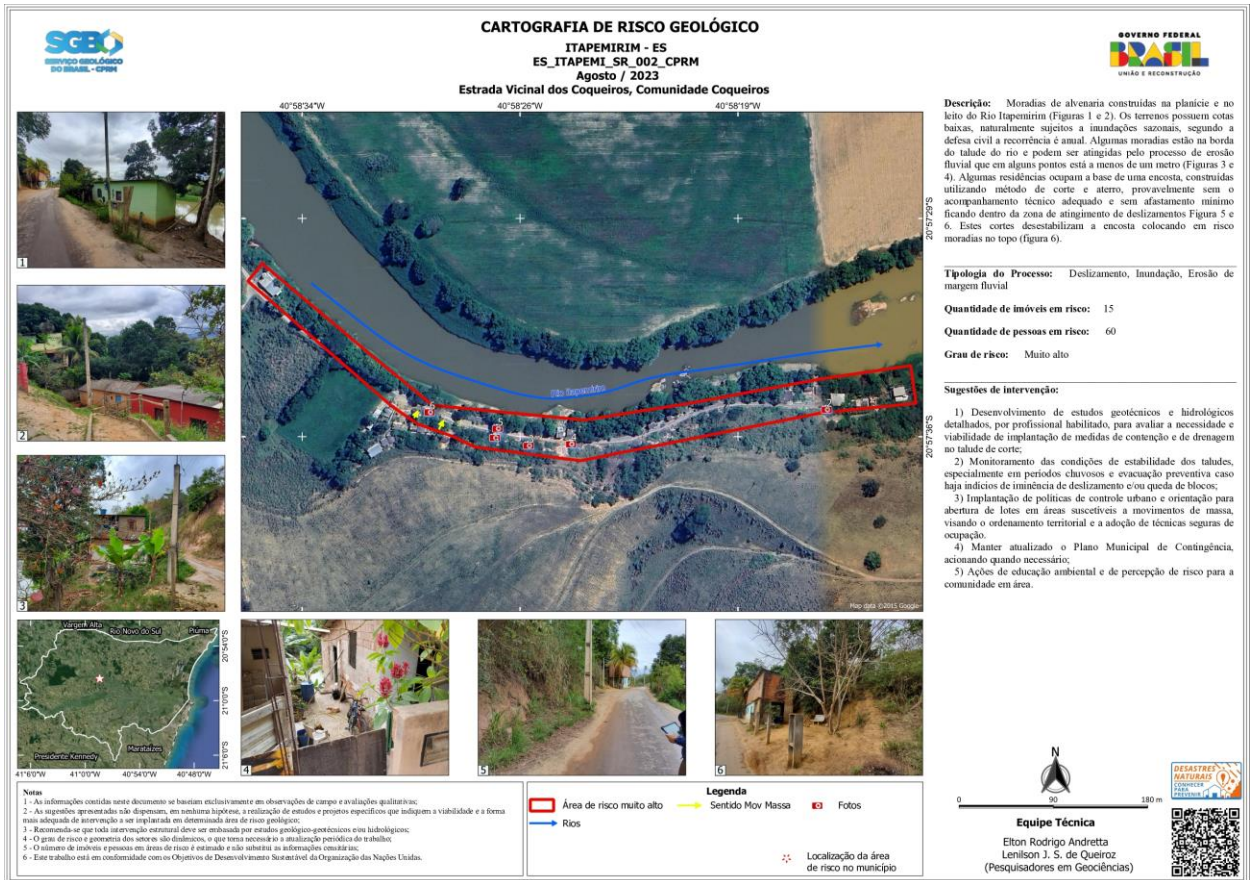 SGB
SERVIÇO GEOLÓGICO
DO BRASIL - CPRM
CARTOGRAFIA DE RISCO GEOLÓGICO
ITAPEMIRIM - ES
ES_ITAPEMI_SR_002_CPRM
Agosto / 2023
Estrada Vicinal dos Coqueiros, Comunidade Coqueiros
GOVERNO FEDERAL
BRASIL
UNIÃO E RECONSTRUÇÃO
40°58'34"W
40°58'26"W
40°58'19"W
20°57'29"S
20°57'36"S
Rio Itapemirim
Map data ©2015 Google
1
2
3
Descrição: Moradias de alvenaria construídas na planície e no
leito do Rio Itapemirim (Figuras 1 e 2). Os terrenos possuem cotas
baixas, naturalmente sujeitos a inundações sazonais, segundo a
defesa civil a recorrência é anual. Algumas moradias estão na borda
do talude do rio e podem ser atingidas pelo processo de erosão
fluvial que em alguns pontos está a menos de um metro (Figuras 3 e
4). Algumas residências ocupam a base de uma encosta, construídas
utilizando método de corte e aterro, provavelmente sem o
acompanhamento técnico adequado e sem afastamento mínimo
ficando dentro da zona de atingimento de deslizamentos Figura 5 e
6. Estes cortes desestabilizam a encosta colocando em risco
moradias no topo (figura 6).
Tipologia do Processo: Deslizamento, Inundação, Erosão de
margem fluvial
Quantidade de imóveis em risco: 15
Quantidade de pessoas em risco: 60
Grau de risco: Muito alto
Sugestões de intervenção:
1) Desenvolvimento de estudos geotécnicos e hidrológicos
detalhados, por profissional habilitado, para avaliar a necessidade e
viabilidade de implantação de medidas de contenção e de drenagem
no talude de corte;
2) Monitoramento das condições de estabilidade dos taludes,
especialmente em períodos chuvosos e evacuação preventiva caso
haja indícios de iminência de deslizamento e/ou queda de blocos;
3) Implantação de políticas de controle urbano e orientação para
abertura de lotes em áreas suscetíveis a movimentos de massa,
visando o ordenamento territorial e a adoção de técnicas seguras de
ocupação.
4) Manter atualizado o Plano Municipal de Contingência,
acionando quando necessário;
5) Ações de educação ambiental e de percepção de risco para a
comunidade em área.
Vargem Alta
Rio Novo do Sul
Piúma
Presidente Kennedy
Marataízes
20°54'0"S
21°0'0"S
21°6'0"S
41°6'0"W
41°0'0"W
40°54'0"W
40°48'0"W
4
5
6
Notas
1 - As informações contidas neste documento se baseiam exclusivamente em observações de campo e avaliações qualitativas;
2 - As sugestões apresentadas não dispensam, em nenhuma hipótese, a realização de estudos e projetos específicos que indiquem a viabilidade e a forma
mais adequada de intervenção a ser implantada em determinada área de risco geológico;
3 - Recomenda-se que toda intervenção estrutural deve ser embasada por estudos geológico-geotécnicos e/ou hidrológicos;
4 - O grau de risco e geometria dos setores são dinâmicos, o que torna necessário a atualização periódica do trabalho;
5 - O número de imóveis e pessoas em áreas de risco é estimado e não substitui as informações censitárias;
6 - Este trabalho está em conformidade com os Objetivos de Desenvolvimento Sustentável da Organização das Nações Unidas.
Legenda
Área de risco muito alto
Sentido Mov Massa
Fotos
Rios
Localização da área
de risco no município
N
0 90 180 m
Equipe Técnica
Elton Rodrigo Andretta
Lenilson J. S. de Queiroz
(Pesquisadores em Geociências)
DESASTRES
NATURAIS
CONHECER
PARA
PREVENIR